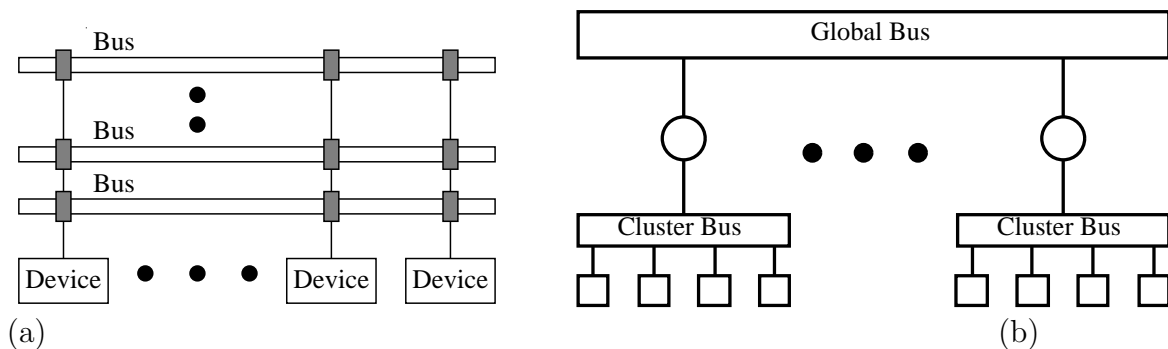 Bus
Bus
Bus
Device Device Device
(a)
Global Bus
Cluster Bus Cluster Bus
(b)